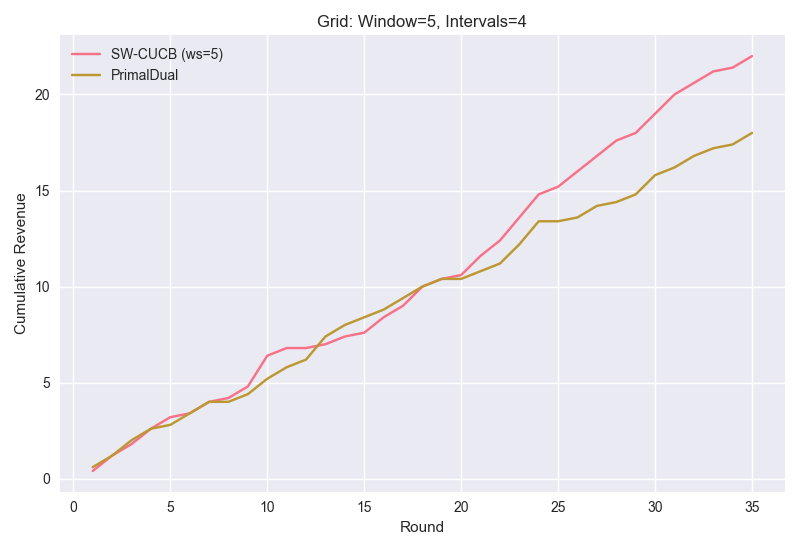 Grid: Window=5, Intervals=4
SW-CUCB (ws=5)
PrimalDual
20
15
10
5
0
Cumulative Revenue
0 5 10 15 20 25 30 35
Round